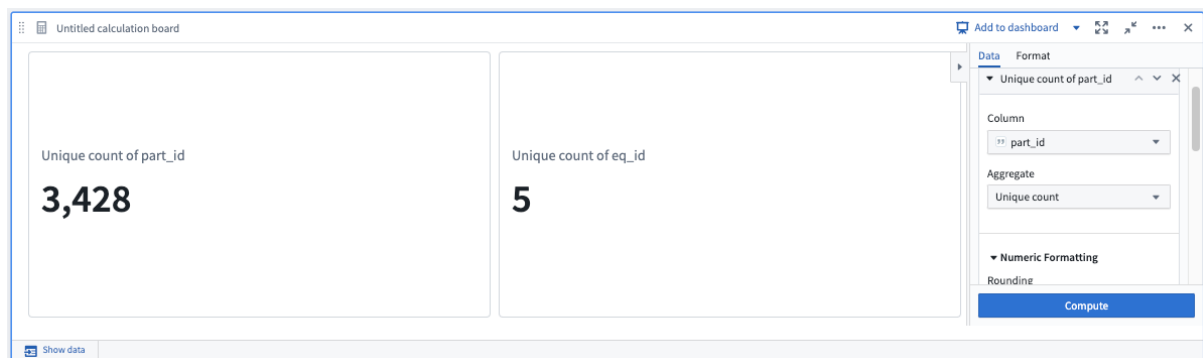 Untitled calculation board
Add to dashboard
Data Format
Unique count of part_id
Column
part_id
Aggregate
Unique count
Numeric Formatting
Rounding
Compute
Unique count of part_id
3,428
Unique count of eq_id
5
Show data